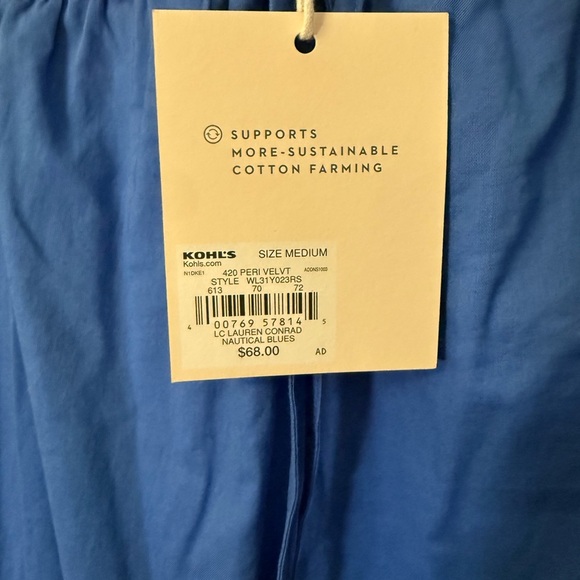 SUPPORTS
MORE-SUSTAINABLE
COTTON FARMING
KOHL'S SIZE MEDIUM
Kohls.com
N1DKE1 420 PERI VELVT
STYLE WL31Y023RS
613 70 72
4 00769 57814 5
LC LAUREN CONRAD
NAUTICAL BLUES
$68.00 AD